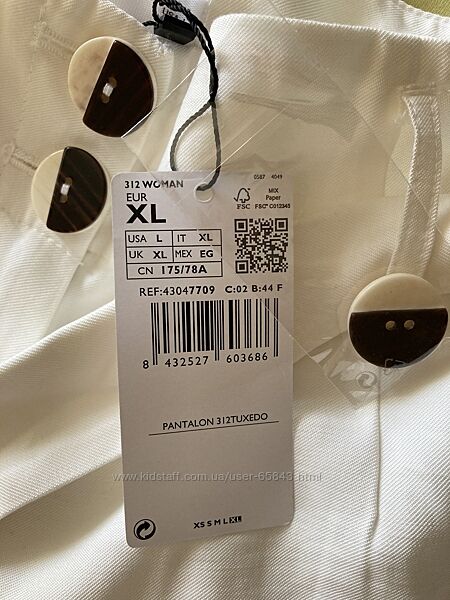 312 WOMAN
EUR
XL
0587 4049
FSC
MIX
Paper
FSC® C012345
USA L IT XL
UK XL MEX EG
CN 175/78A
REF:43047709 C:02 B:44 F
8 432527 603686
PANTALON 312TUXEDO
www.kidstaff.com.ua/user-658433.html
XS S M L XL